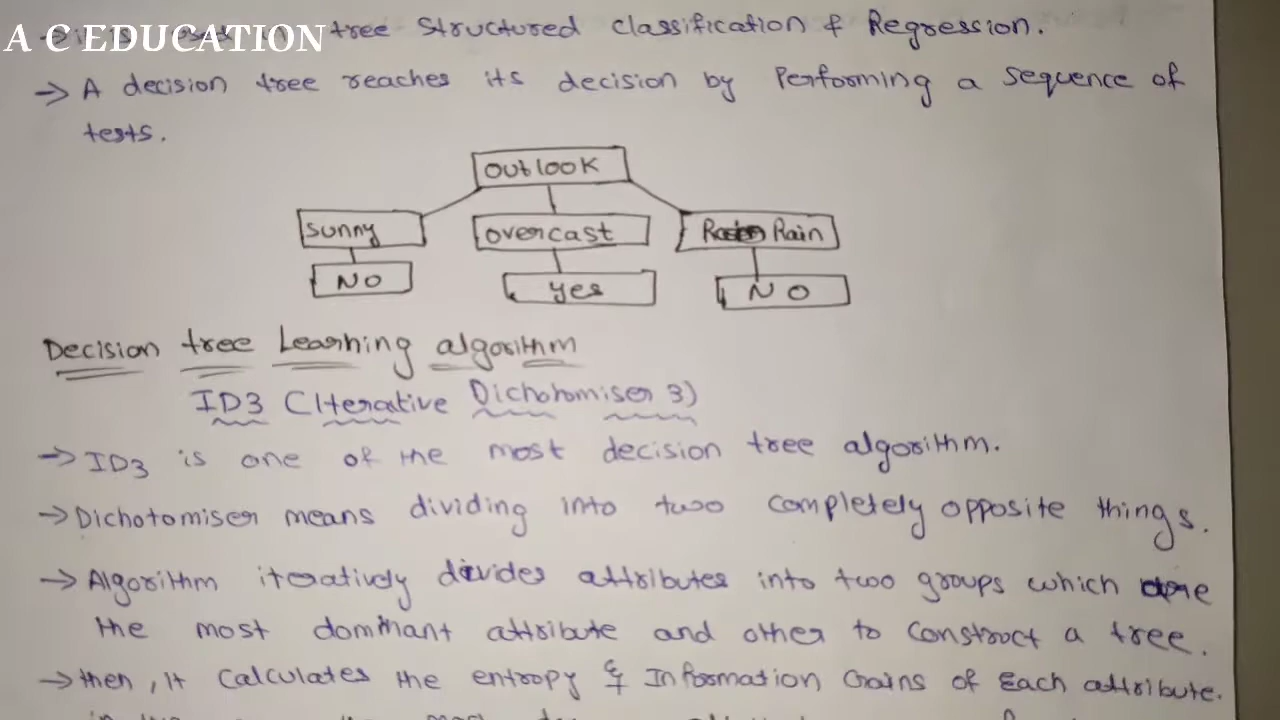 A C EDUCATION
tree Structured Classification & Regression.
→ A decision tree reaches its decision by Performing a sequence of
tests.
Outlook
Sunny overcast Rain
NO yes NO
Decision tree Learning algorithm
ID3 (Iterative Dichotomiser 3)
→ ID3 is one of the most decision tree algorithm.
→ Dichotomiser means dividing into two completely opposite things.
→ Algorithm iteratively divides attributes into two groups which are
the most dominant attribute and other to construct a tree.
→ then, it calculates the entropy & Information Gains of Each attribute.